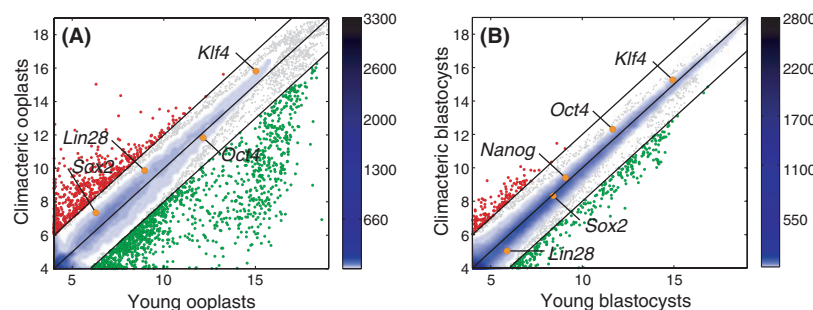 (A)
Climacteric ooplasts
18
16
14
12
10
8
6
4
5
10
15
Young ooplasts
Klf4
Lin28
Sox2
Oct4
3300
2600
2000
1300
660
(B)
Climacteric blastocysts
18
16
14
12
10
8
6
4
5
10
15
Young blastocysts
Klf4
Oct4
Nanog
Sox2
Lin28
2800
2200
1700
1100
550